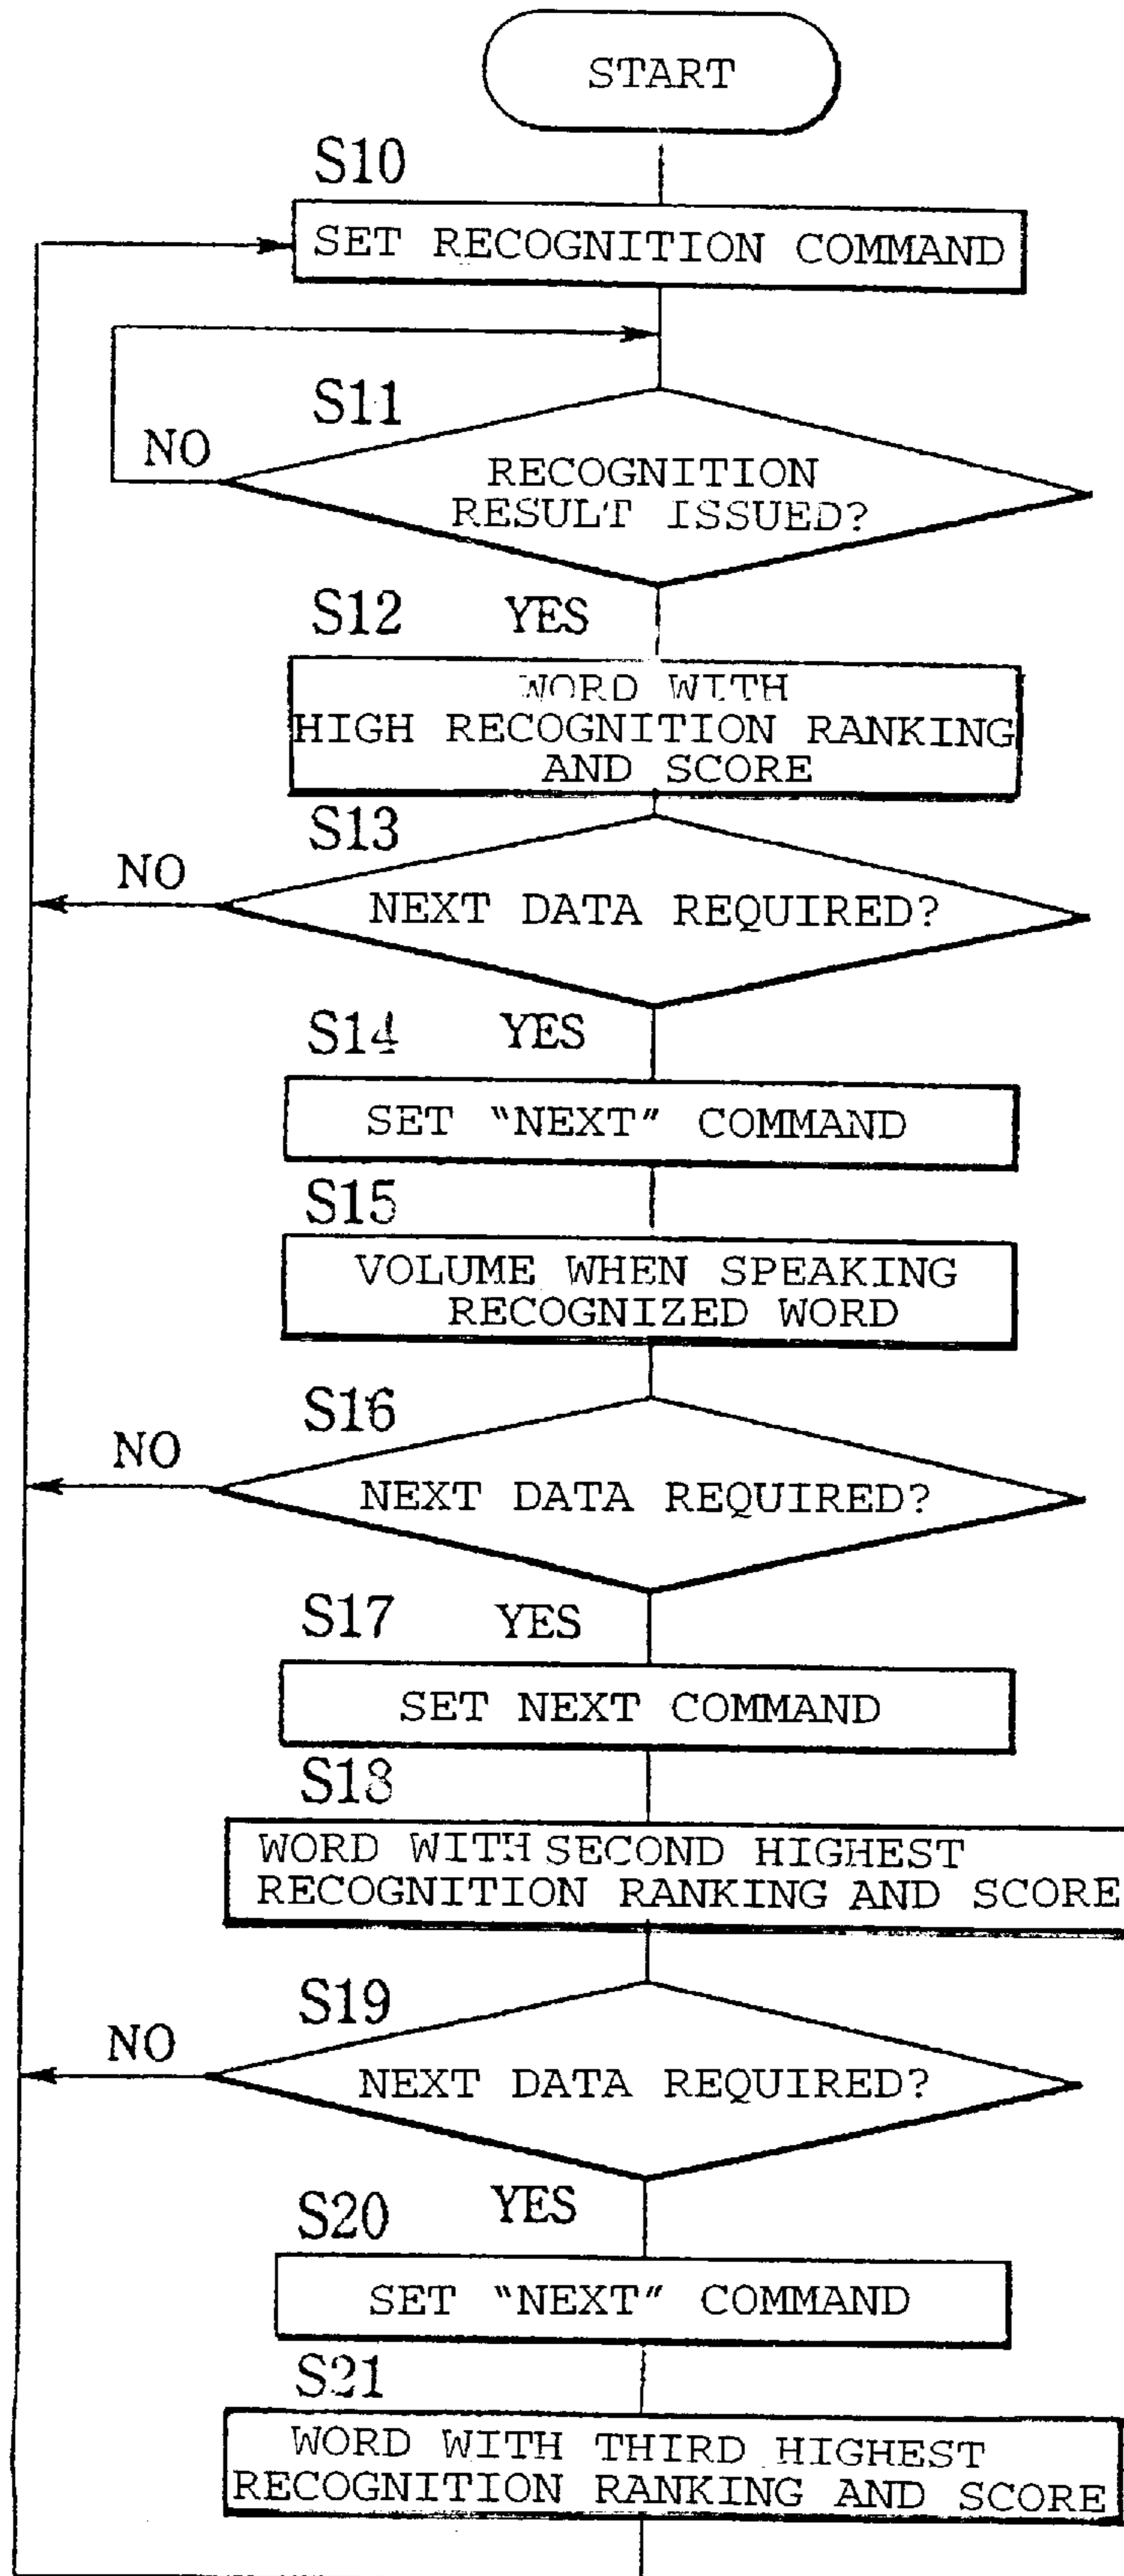 START
S10
SET RECOGNITION COMMAND
S11
NO
RECOGNITION
RESULT ISSUED?
S12
YES
WORD WITH
HIGH RECOGNITION RANKING
AND SCORE
S13
NO
NEXT DATA REQUIRED?
S14
YES
SET "NEXT" COMMAND
S15
VOLUME WHEN SPEAKING
RECOGNIZED WORD
S16
NO
NEXT DATA REQUIRED?
S17
YES
SET NEXT COMMAND
S18
WORD WITH SECOND HIGHEST
RECOGNITION RANKING AND SCORE
S19
NO
NEXT DATA REQUIRED?
S20
YES
SET "NEXT" COMMAND
S21
WORD WITH THIRD HIGHEST
RECOGNITION RANKING AND SCORE